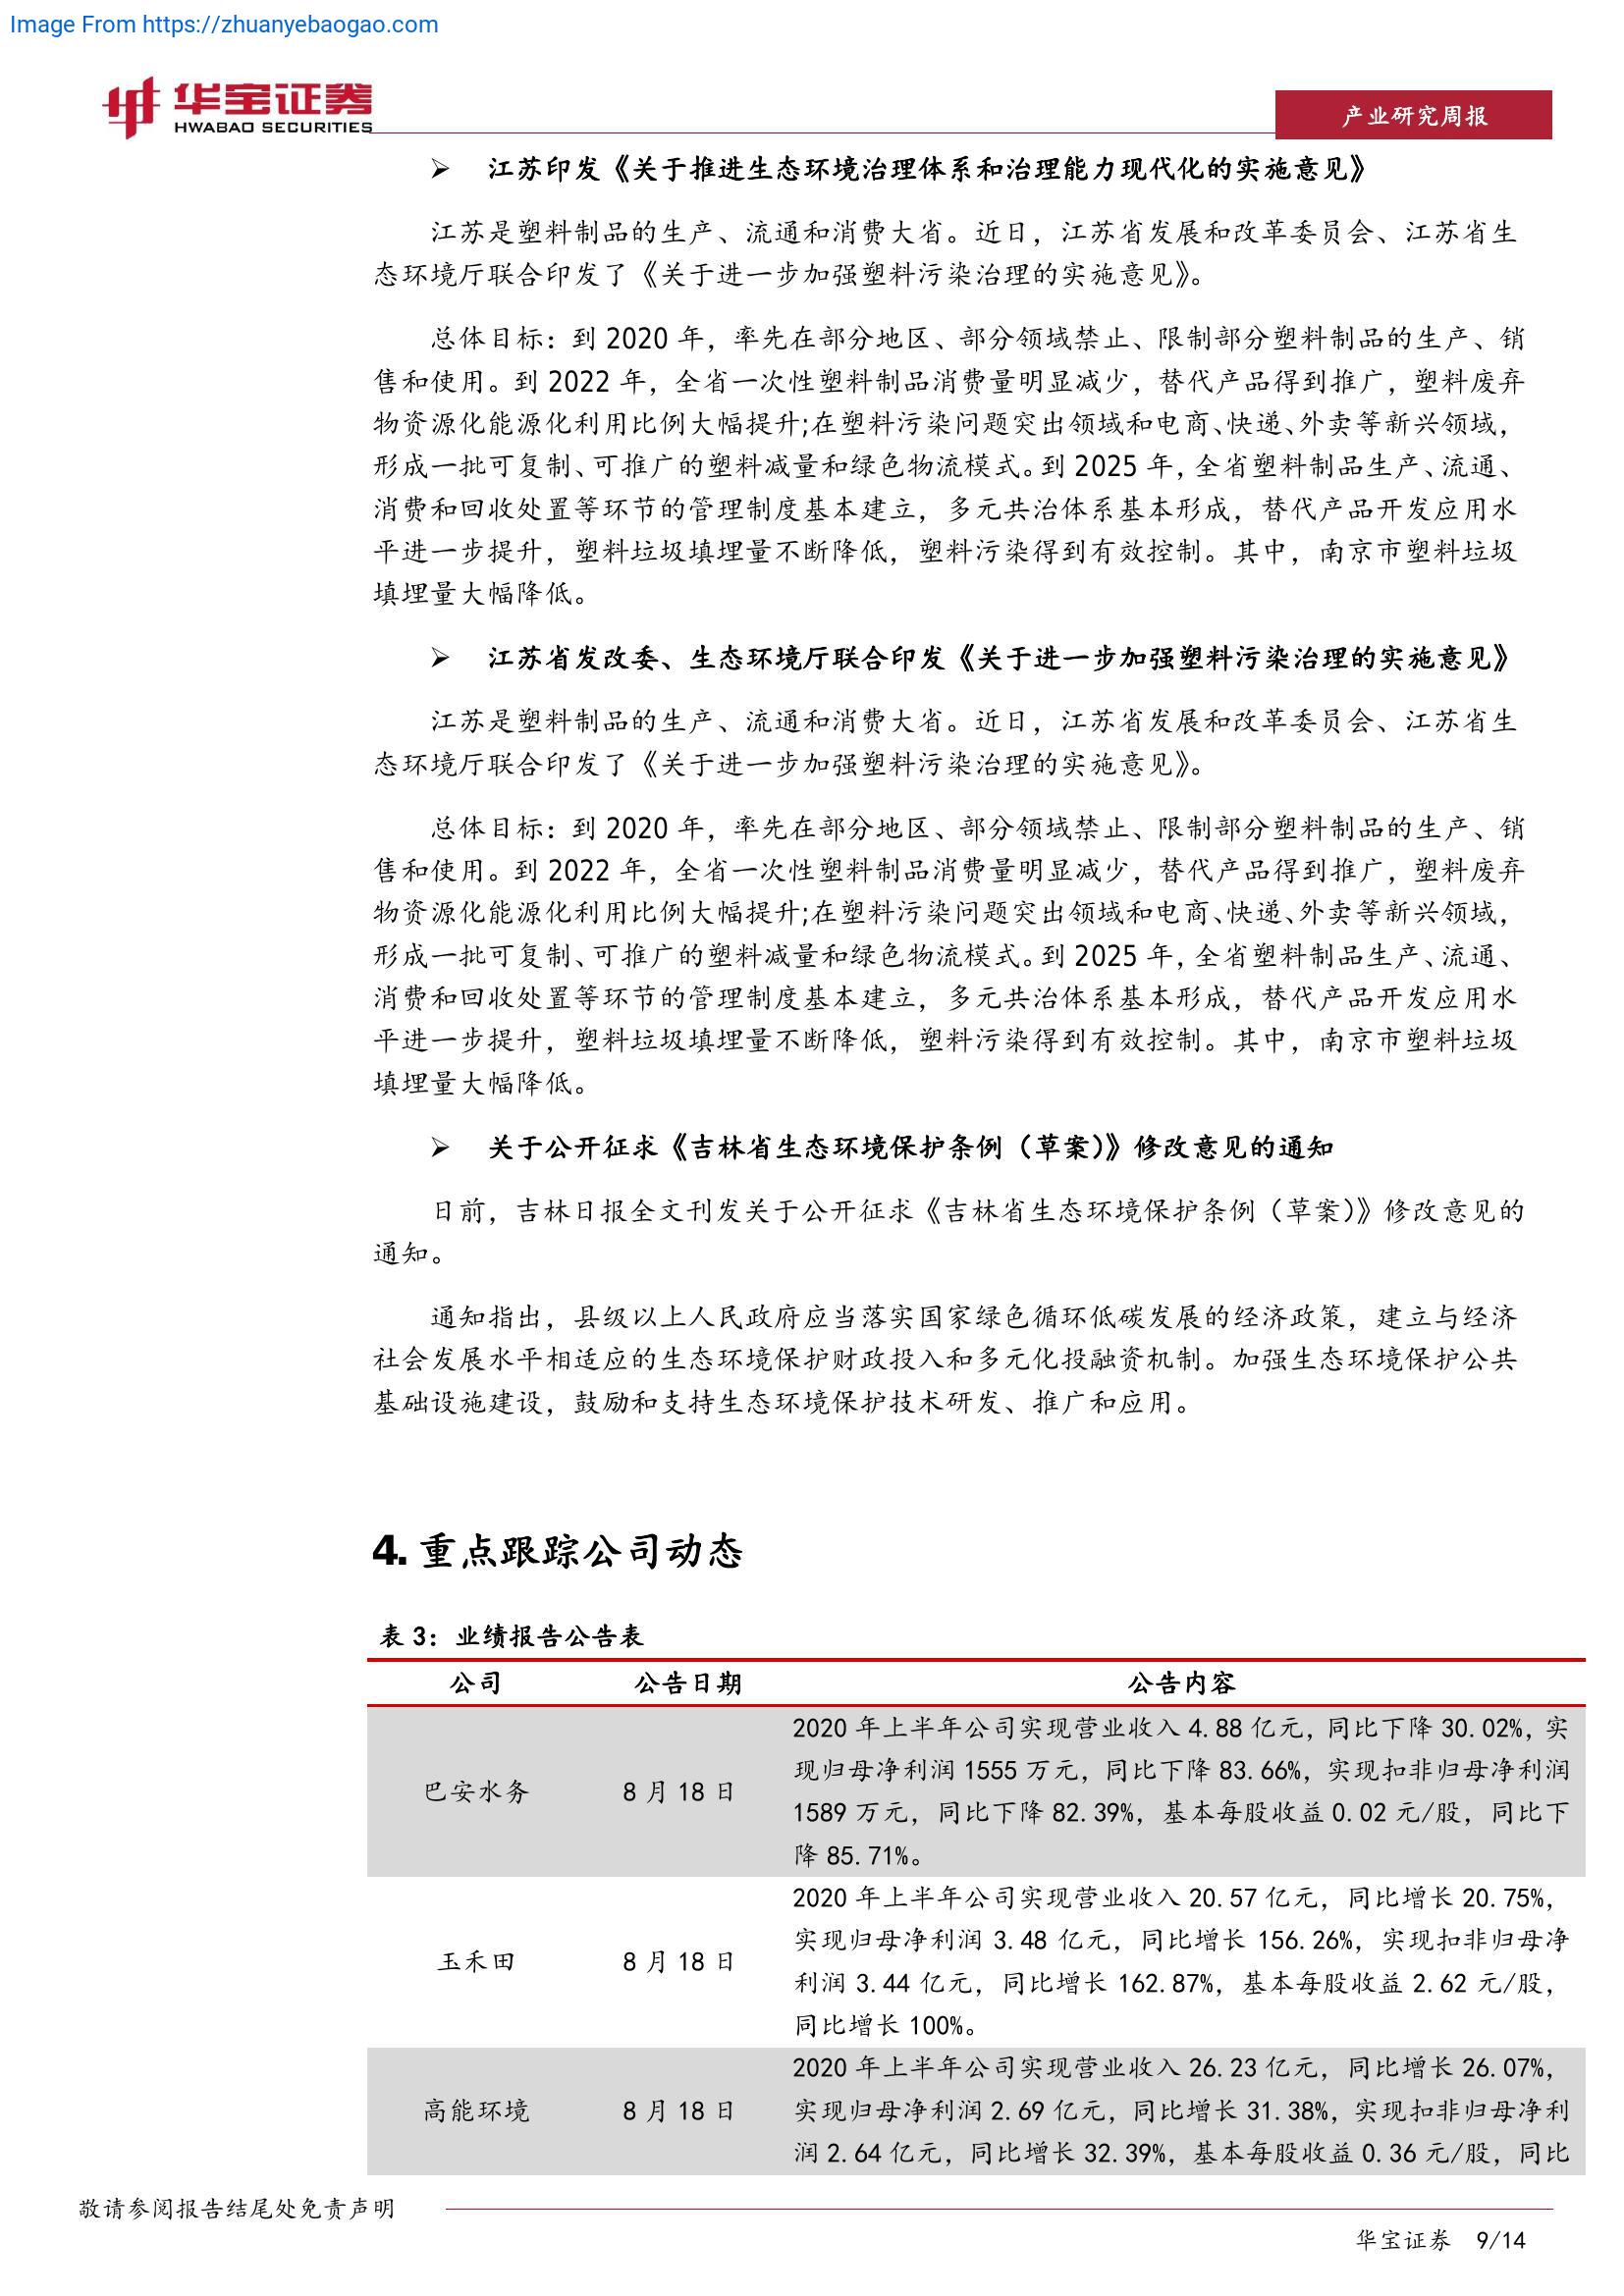 Image From https://zhuanyebaogao.com
华宝证券
HWABAO SECURITIES
产业研究周报
➢ 江苏印发《关于推进生态环境治理体系和治理能力现代化的实施意见》
江苏是塑料制品的生产、流通和消费大省。近日，江苏省发展和改革委员会、江苏省生
态环境厅联合印发了《关于进一步加强塑料污染治理的实施意见》。
总体目标：到 2020 年，率先在部分地区、部分领域禁止、限制部分塑料制品的生产、销
售和使用。到 2022 年，全省一次性塑料制品消费量明显减少，替代产品得到推广，塑料废弃
物资源化能源化利用比例大幅提升;在塑料污染问题突出领域和电商、快递、外卖等新兴领域，
形成一批可复制、可推广的塑料减量和绿色物流模式。到 2025 年，全省塑料制品生产、流通、
消费和回收处置等环节的管理制度基本建立，多元共治体系基本形成，替代产品开发应用水
平进一步提升，塑料垃圾填埋量不断降低，塑料污染得到有效控制。其中，南京市塑料垃圾
填埋量大幅降低。
➢ 江苏省发改委、生态环境厅联合印发《关于进一步加强塑料污染治理的实施意见》
江苏是塑料制品的生产、流通和消费大省。近日，江苏省发展和改革委员会、江苏省生
态环境厅联合印发了《关于进一步加强塑料污染治理的实施意见》。
总体目标：到 2020 年，率先在部分地区、部分领域禁止、限制部分塑料制品的生产、销
售和使用。到 2022 年，全省一次性塑料制品消费量明显减少，替代产品得到推广，塑料废弃
物资源化能源化利用比例大幅提升;在塑料污染问题突出领域和电商、快递、外卖等新兴领域，
形成一批可复制、可推广的塑料减量和绿色物流模式。到 2025 年，全省塑料制品生产、流通、
消费和回收处置等环节的管理制度基本建立，多元共治体系基本形成，替代产品开发应用水
平进一步提升，塑料垃圾填埋量不断降低，塑料污染得到有效控制。其中，南京市塑料垃圾
填埋量大幅降低。
➢ 关于公开征求《吉林省生态环境保护条例（草案）》修改意见的通知
日前，吉林日报全文刊发关于公开征求《吉林省生态环境保护条例（草案）》修改意见的
通知。
通知指出，县级以上人民政府应当落实国家绿色循环低碳发展的经济政策，建立与经济
社会发展水平相适应的生态环境保护财政投入和多元化投融资机制。加强生态环境保护公共
基础设施建设，鼓励和支持生态环境保护技术研发、推广和应用。
4. 重点跟踪公司动态
表 3：业绩报告公告表
公司 公告日期 公告内容
巴安水务 8 月 18 日
2020 年上半年公司实现营业收入 4.88 亿元，同比下降 30.02%，实
现归母净利润 1555 万元，同比下降 83.66%，实现扣非归母净利润
1589 万元，同比下降 82.39%，基本每股收益 0.02 元/股，同比下
降 85.71%。
玉禾田 8 月 18 日
2020 年上半年公司实现营业收入 20.57 亿元，同比增长 20.75%，
实现归母净利润 3.48 亿元，同比增长 156.26%，实现扣非归母净
利润 3.44 亿元，同比增长 162.87%，基本每股收益 2.62 元/股，
同比增长 100%。
高能环境 8 月 18 日
2020 年上半年公司实现营业收入 26.23 亿元，同比增长 26.07%，
实现归母净利润 2.69 亿元，同比增长 31.38%，实现扣非归母净利
润 2.64 亿元，同比增长 32.39%，基本每股收益 0.36 元/股，同比
敬请参阅报告结尾处免责声明
华宝证券 9/14